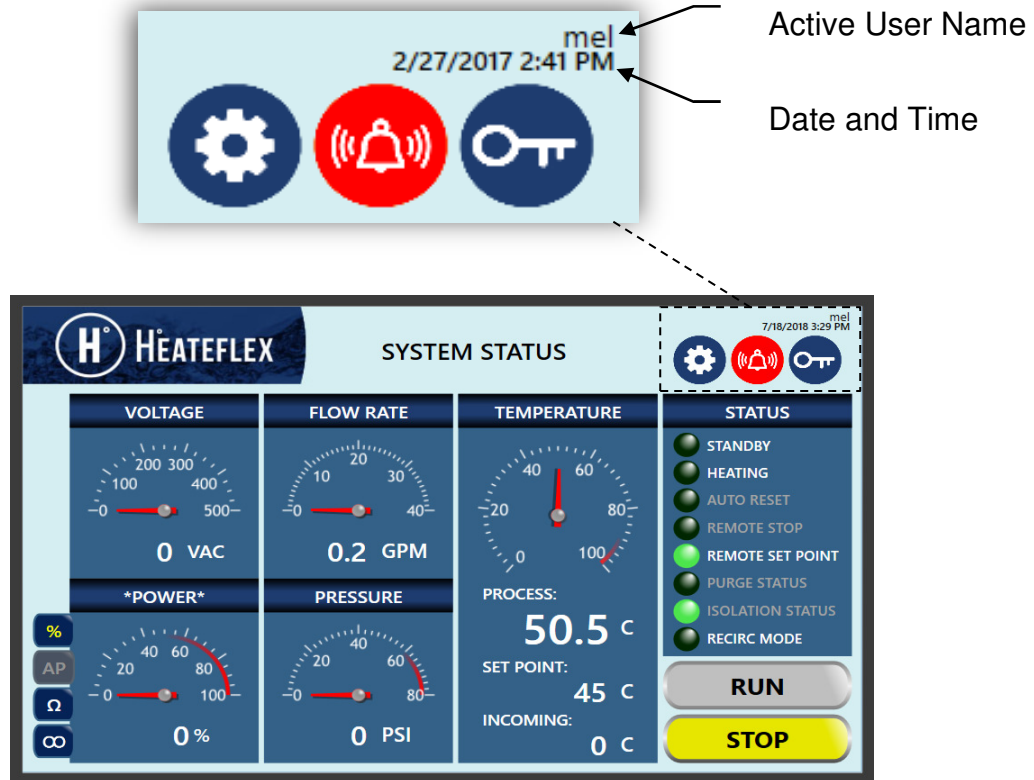 mel
2/27/2017 2:41 PM
Active User Name
Date and Time
H° HEATEFLEX
SYSTEM STATUS
mel
7/18/2018 3:29 PM
VOLTAGE
0 100 200 300 400 500
0 VAC
FLOW RATE
0 10 20 30 40
0.2 GPM
*POWER*
0 20 40 60 80 100
0 %
PRESSURE
0 20 40 60 80
0 PSI
%
AP
Ω
TEMPERATURE
0 20 40 60 80 100
PROCESS:
50.5 C
SET POINT:
45 C
INCOMING:
0 C
STATUS
STANDBY
HEATING
AUTO RESET
REMOTE STOP
REMOTE SET POINT
PURGE STATUS
ISOLATION STATUS
RECIRC MODE
RUN
STOP